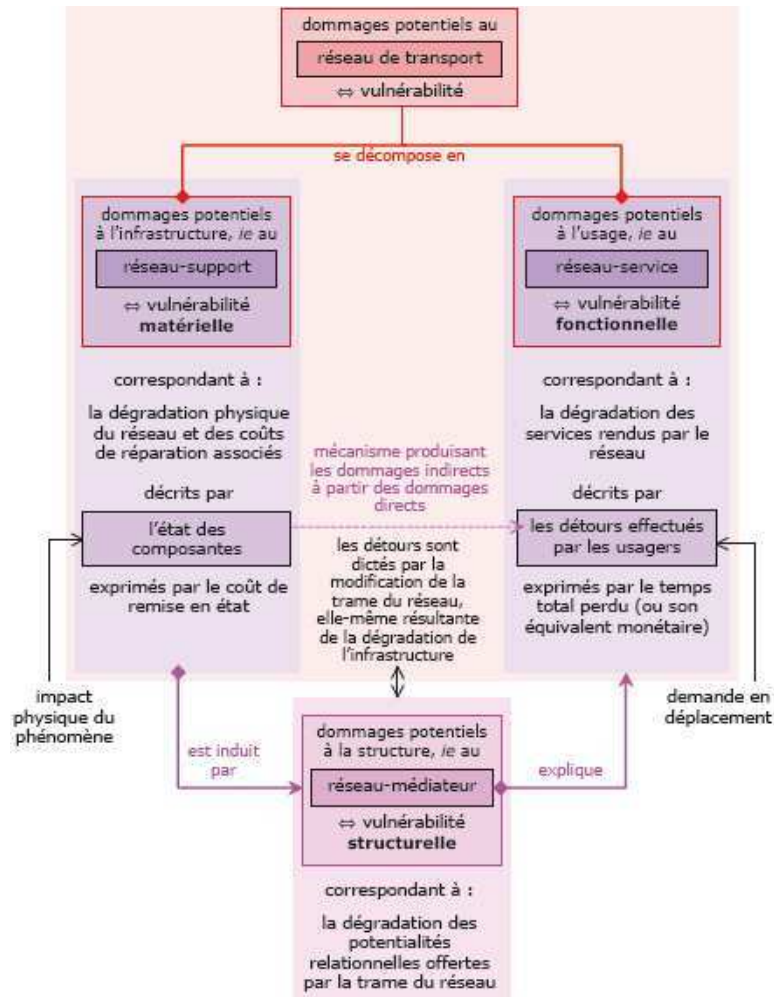 dommages potentiels au
réseau de transport
⇔ vulnérabilité
se décompose en
dommages potentiels
à l'infrastructure, ie au
réseau-support
⇔ vulnérabilité
matérielle
correspondant à :
la dégradation physique
du réseau et des coûts
de réparation associés
décrits par
l'état des
composantes
exprimés par le coût de
remise en état
impact
physique du
phénomène
mécanisme produisant
les dommages indirects
à partir des dommages
directs
les détours sont
dictés par la
modification de la
trame du réseau,
elle-même résultante
de la dégradation de
l'infrastructure
dommages potentiels
à l'usage, ie au
réseau-service
⇔ vulnérabilité
fonctionnelle
correspondant à :
la dégradation des
services rendus par le
réseau
décrits par
les détours effectués
par les usagers
exprimés par le temps
total perdu (ou son
équivalent monétaire)
demande en
déplacement
est induit
par
explique
dommages potentiels
à la structure, ie au
réseau-médiateur
⇔ vulnérabilité
structurelle
correspondant à :
la dégradation des
potentialités
relationnelles offertes
par la trame du réseau